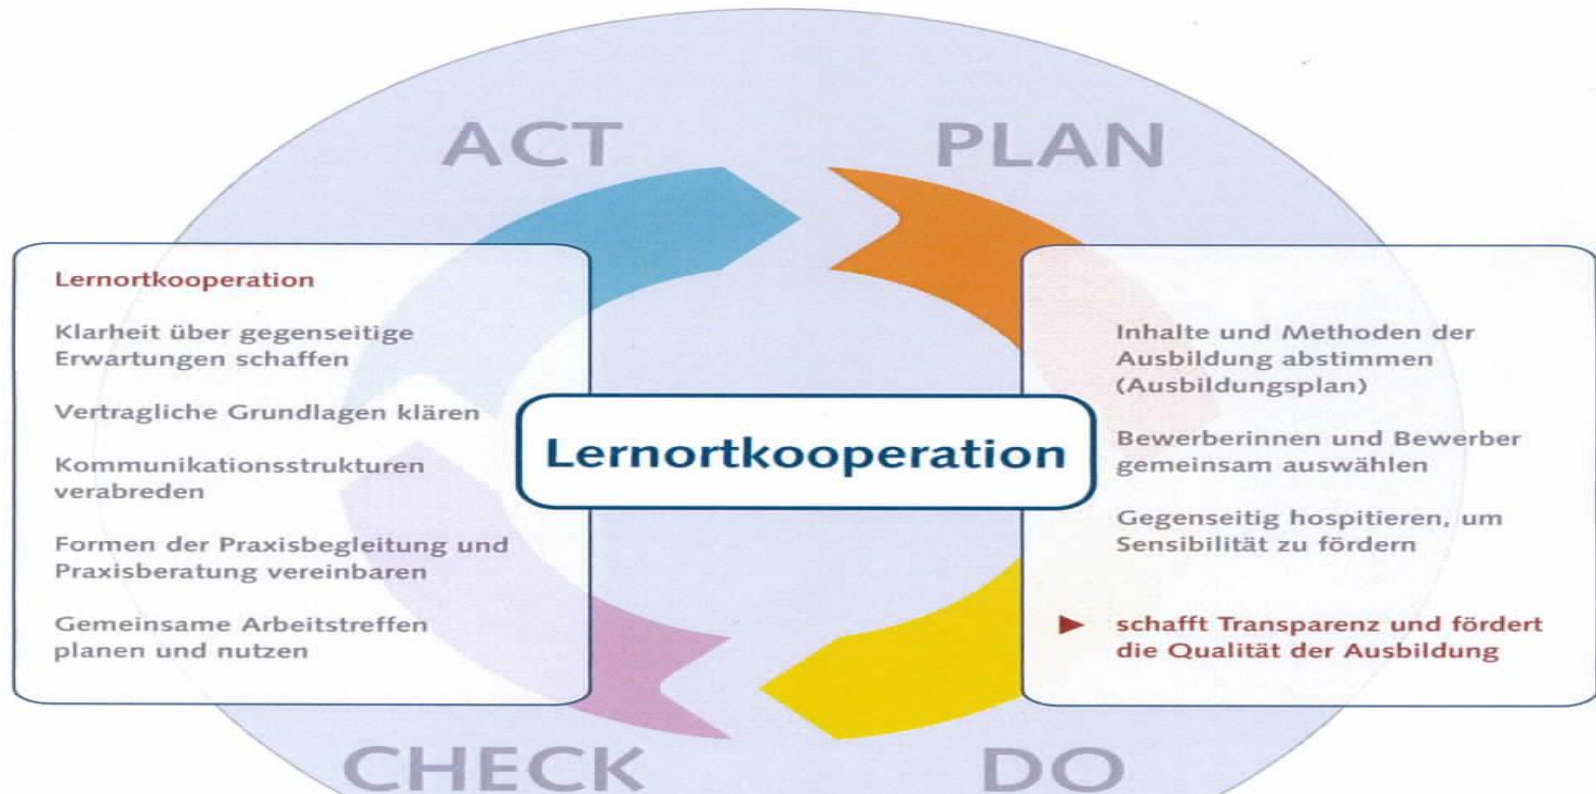 ACT
PLAN
Lernortkooperation
Klarheit über gegenseitige
Erwartungen schaffen
Vertragliche Grundlagen klären
Kommunikationsstrukturen
verabreden
Formen der Praxisbegleitung und
Praxisberatung vereinbaren
Gemeinsame Arbeitstreffen
planen und nutzen
Lernortkooperation
Inhalte und Methoden der
Ausbildung abstimmen
(Ausbildungsplan)
Bewerberinnen und Bewerber
gemeinsam auswählen
Gegenseitig hospitieren, um
Sensibilität zu fördern
► schafft Transparenz und fördert
die Qualität der Ausbildung
CHECK
DO